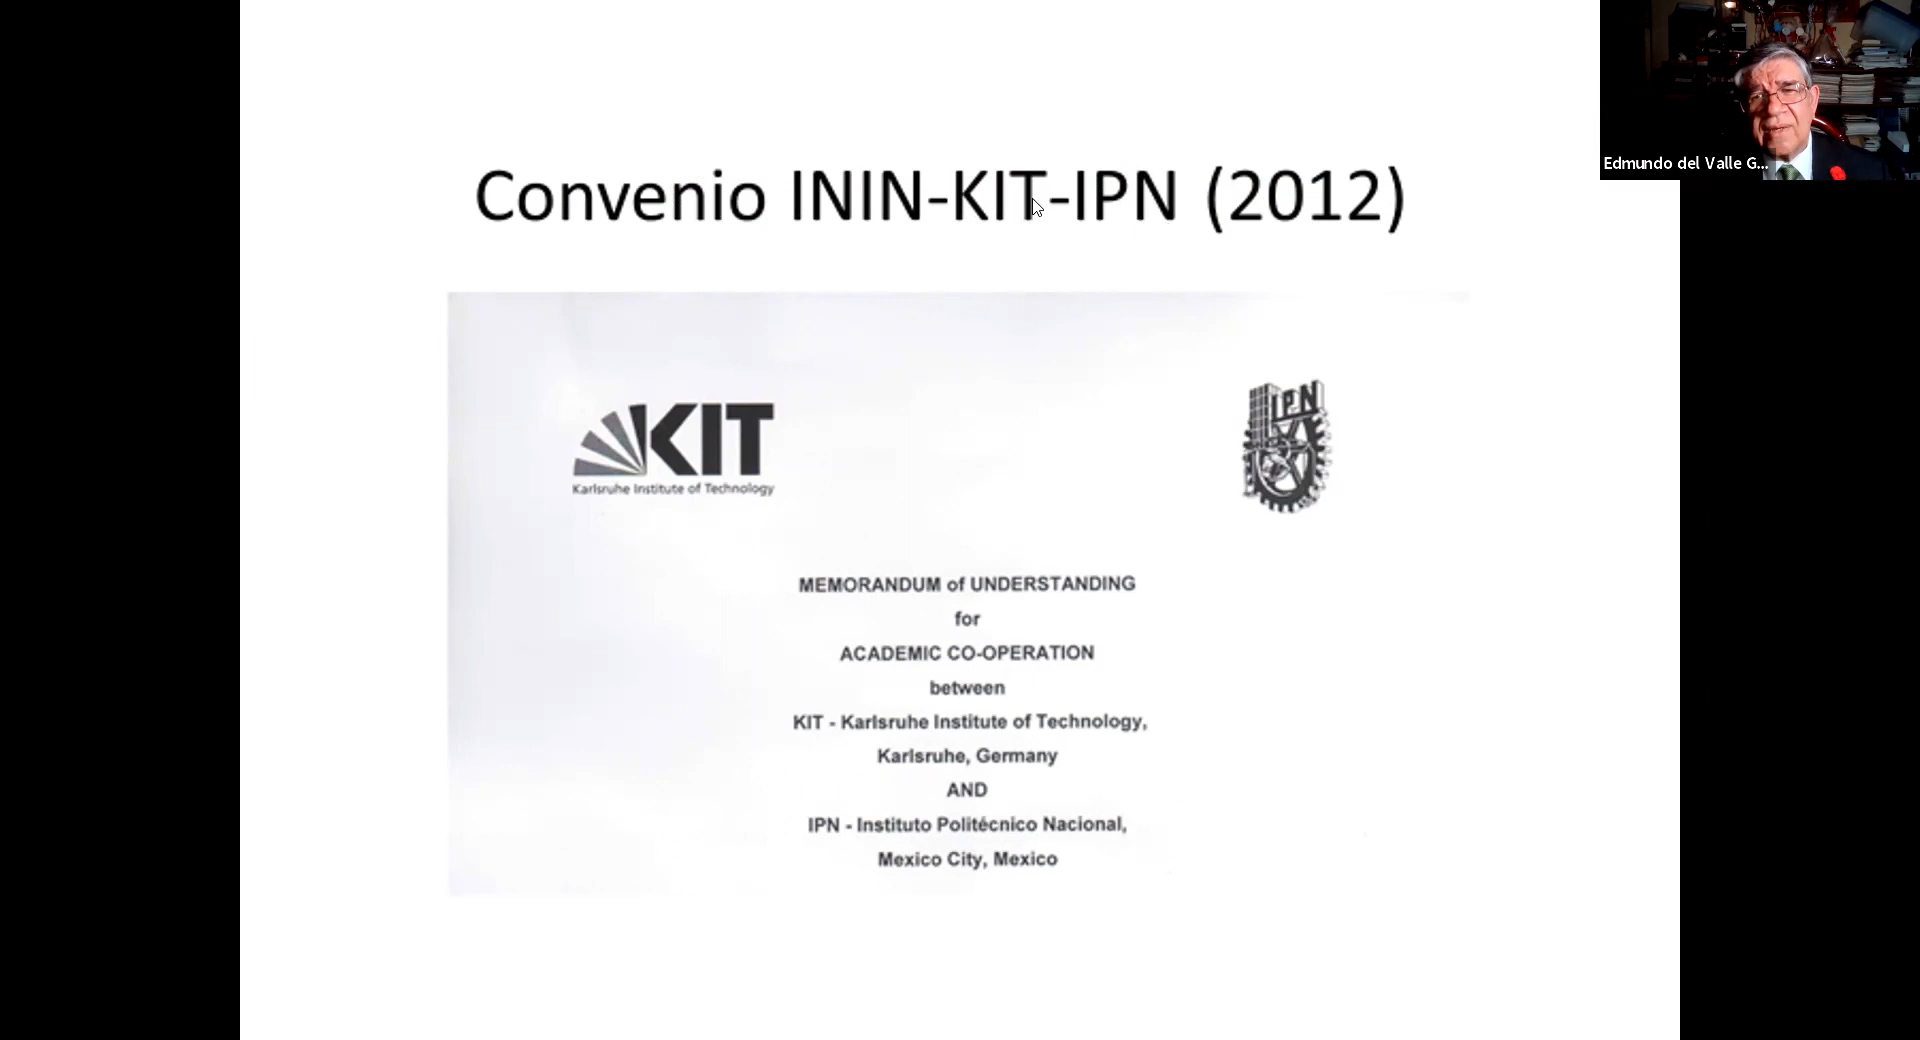 Convenio ININ-KIT-IPN (2012)
Edmundo del Valle G...
KIT
Karlsruhe Institute of Technology
IPN
MEMORANDUM of UNDERSTANDING
for
ACADEMIC CO-OPERATION
between
KIT - Karlsruhe Institute of Technology,
Karlsruhe, Germany
AND
IPN - Instituto Politécnico Nacional,
Mexico City, Mexico